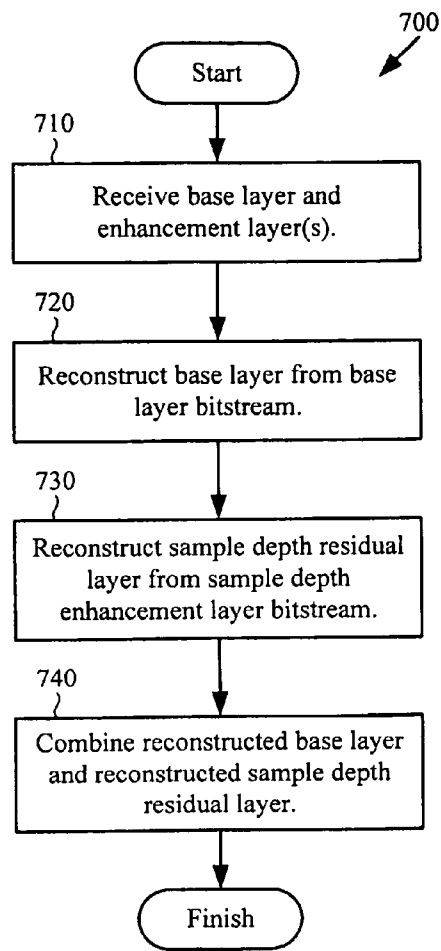 700
Start
710
Receive base layer and
enhancement layer(s).
720
Reconstruct base layer from base
layer bitstream.
730
Reconstruct sample depth residual
layer from sample depth
enhancement layer bitstream.
740
Combine reconstructed base layer
and reconstructed sample depth
residual layer.
Finish